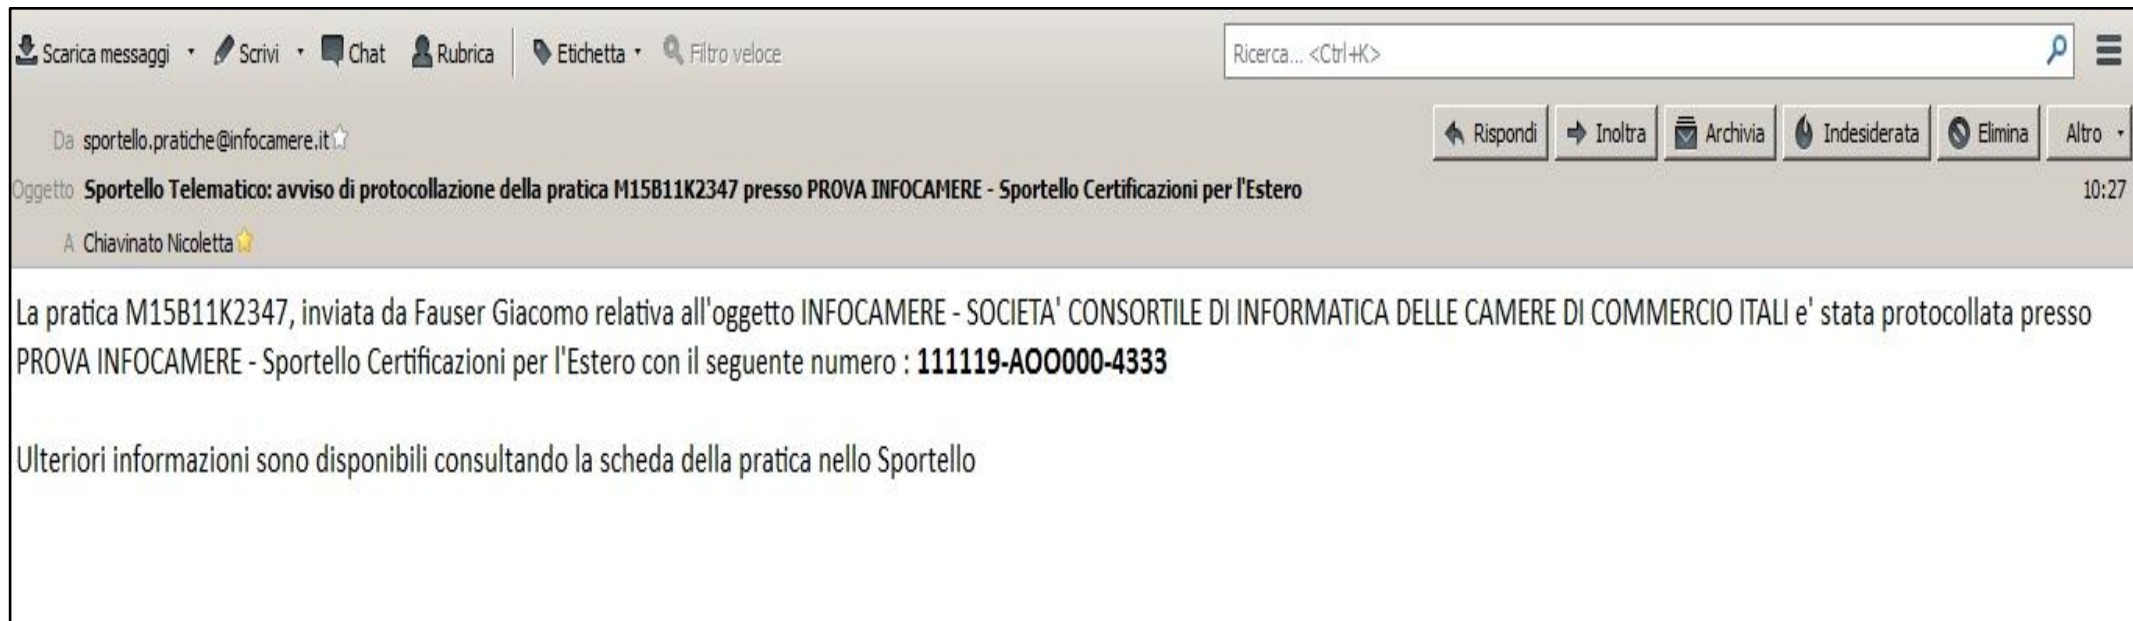 Scarica messaggi Scrivi Chat Rubrica Etichetta Filtro veloce Ricerca... <Ctrl+K>
Da sportello.pratiche@infocamere.it Rispondi Inoltra Archivia Indesiderata Elimina Altro
Oggetto Sportello Telematico: avviso di protocollazione della pratica M15B11K2347 presso PROVA INFOCAMERE - Sportello Certificazioni per l'Estero 10:27
A Chiavinato Nicoletta
La pratica M15B11K2347, inviata da Fauser Giacomo relativa all'oggetto INFOCAMERE - SOCIETA' CONSORTILE DI INFORMATICA DELLE CAMERE DI COMMERCIO ITALI e' stata protocollata presso
PROVA INFOCAMERE - Sportello Certificazioni per l'Estero con il seguente numero : 111119-AOO000-4333
Ulteriori informazioni sono disponibili consultando la scheda della pratica nello Sportello